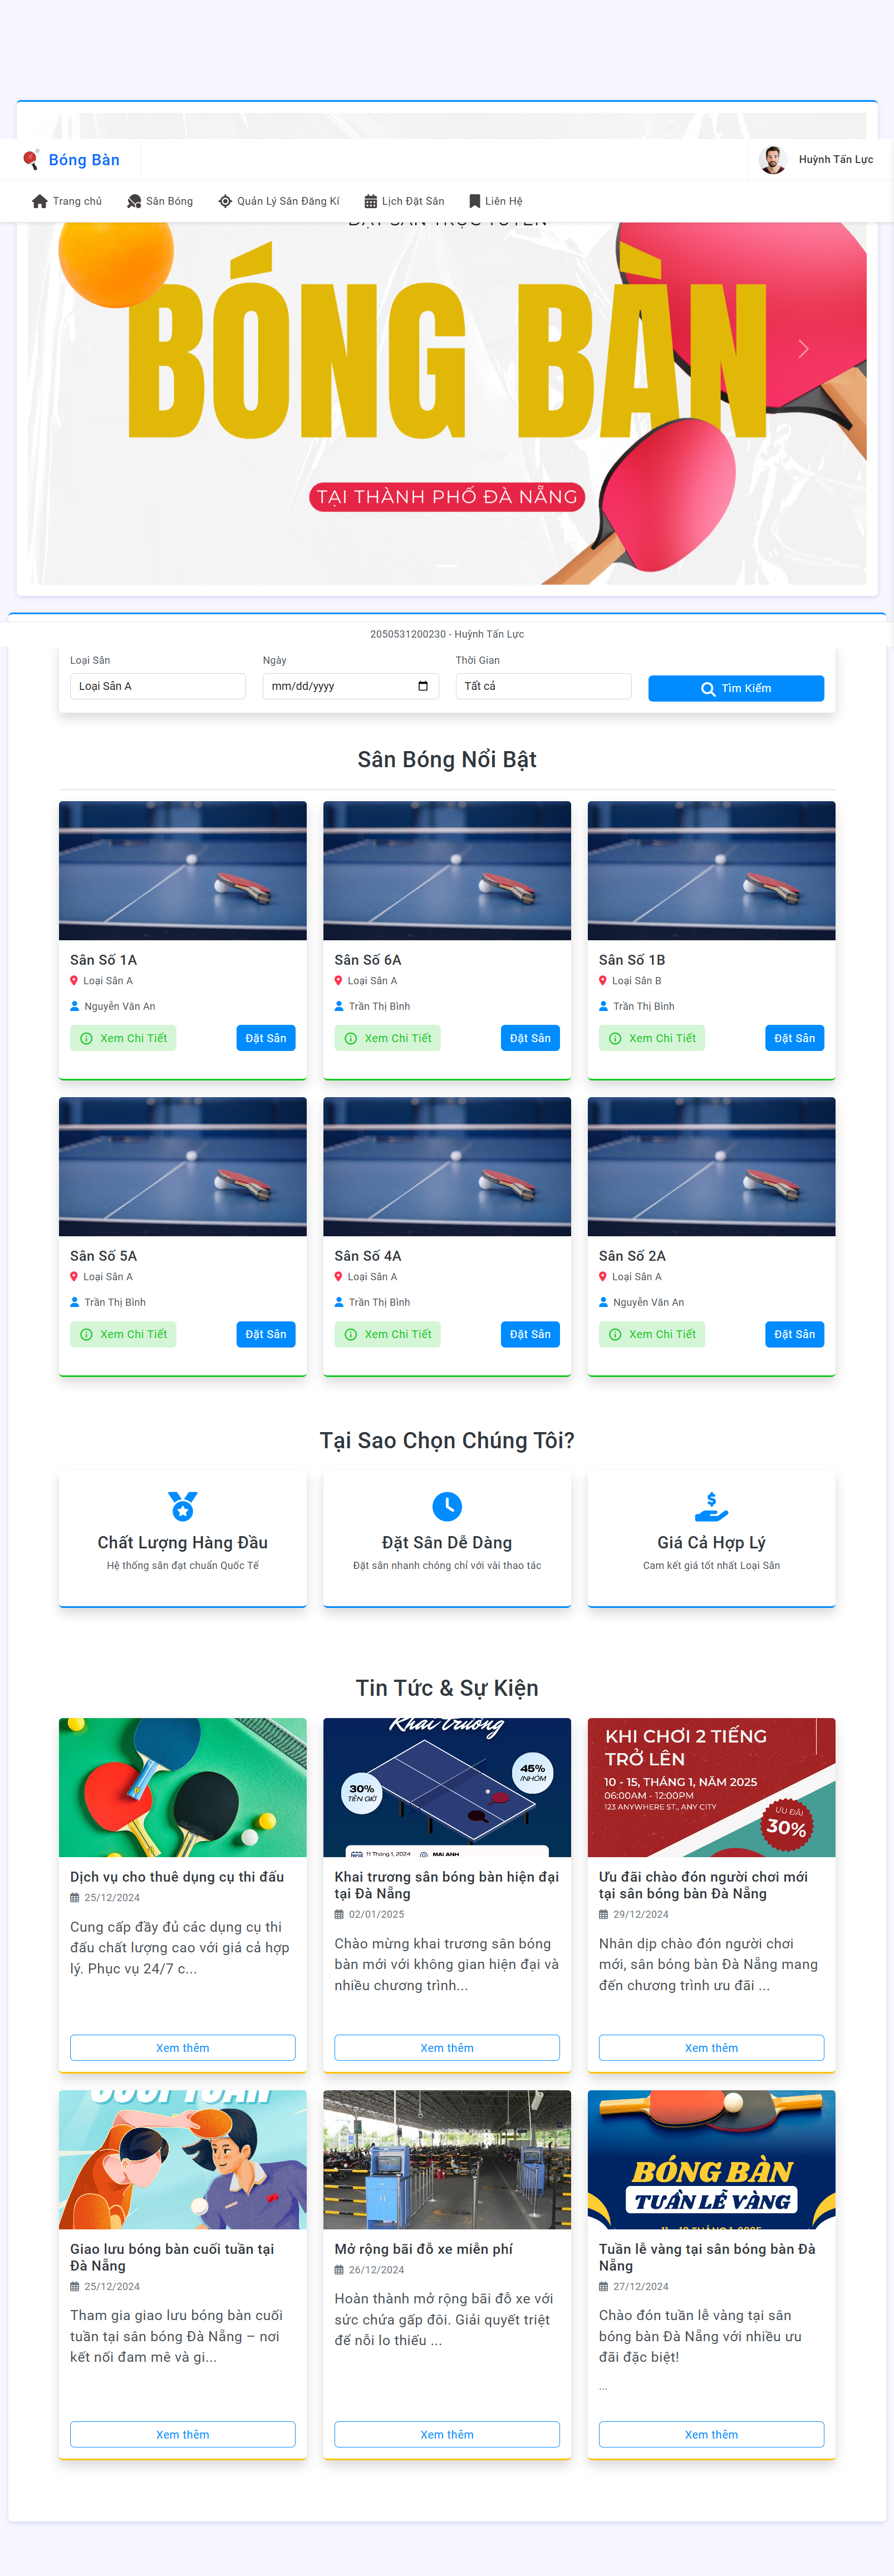 Bóng Bàn
Huỳnh Tấn Lực
Trang chủ
Sân Bóng
Quản Lý Sân Đăng Kí
Lịch Đặt Sân
Liên Hệ
ĐẶT SÂN TRỰC TUYẾN
BÓNG BÀN
TẠI THÀNH PHỐ ĐÀ NẴNG
2050531200230 - Huỳnh Tấn Lực
Loại Sân
Ngày
Thời Gian
Loại Sân A
mm/dd/yyyy
Tất cả
Tìm Kiếm
Sân Bóng Nổi Bật
Sân Số 1A
Loại Sân A
Nguyễn Văn An
Xem Chi Tiết
Đặt Sân
Sân Số 6A
Loại Sân A
Trần Thị Bình
Xem Chi Tiết
Đặt Sân
Sân Số 1B
Loại Sân B
Trần Thị Bình
Xem Chi Tiết
Đặt Sân
Sân Số 5A
Loại Sân A
Trần Thị Bình
Xem Chi Tiết
Đặt Sân
Sân Số 4A
Loại Sân A
Trần Thị Bình
Xem Chi Tiết
Đặt Sân
Sân Số 2A
Loại Sân A
Nguyễn Văn An
Xem Chi Tiết
Đặt Sân
Tại Sao Chọn Chúng Tôi?
Chất Lượng Hàng Đầu
Hệ thống sân đạt chuẩn Quốc Tế
Đặt Sân Dễ Dàng
Đặt sân nhanh chóng chỉ với vài thao tác
Giá Cả Hợp Lý
Cam kết giá tốt nhất Loại Sân
Tin Tức & Sự Kiện
Dịch vụ cho thuê dụng cụ thi đấu
25/12/2024
Cung cấp đầy đủ các dụng cụ thi
đấu chất lượng cao với giá cả hợp
lý. Phục vụ 24/7 c...
Xem thêm
Khai trương
30%
TIỀN GIỜ
45%
/NHÓM
11 Tháng 1, 2024
MAI ANH
Khai trương sân bóng bàn hiện đại
tại Đà Nẵng
02/01/2025
Chào mừng khai trương sân bóng
bàn mới với không gian hiện đại và
nhiều chương trình...
Xem thêm
KHI CHƠI 2 TIẾNG
TRỞ LÊN
10 - 15, THÁNG 1, NĂM 2025
06:00AM - 12:00PM
123 ANYWHERE ST., ANY CITY
ƯU ĐÃI
30%
Ưu đãi chào đón người chơi mới
tại sân bóng bàn Đà Nẵng
29/12/2024
Nhân dịp chào đón người chơi
mới, sân bóng bàn Đà Nẵng mang
đến chương trình ưu đãi ...
Xem thêm
CUỐI TUẦN
Giao lưu bóng bàn cuối tuần tại
Đà Nẵng
25/12/2024
Tham gia giao lưu bóng bàn cuối
tuần tại sân bóng Đà Nẵng – nơi
kết nối đam mê và gi...
Xem thêm
Mở rộng bãi đỗ xe miễn phí
26/12/2024
Hoàn thành mở rộng bãi đỗ xe với
sức chứa gấp đôi. Giải quyết triệt
để nỗi lo thiếu ...
Xem thêm
BÓNG BÀN
TUẦN LỄ VÀNG
Tuần lễ vàng tại sân bóng bàn Đà
Nẵng
27/12/2024
Chào đón tuần lễ vàng tại sân
bóng bàn Đà Nẵng với nhiều ưu
đãi đặc biệt!
...
Xem thêm